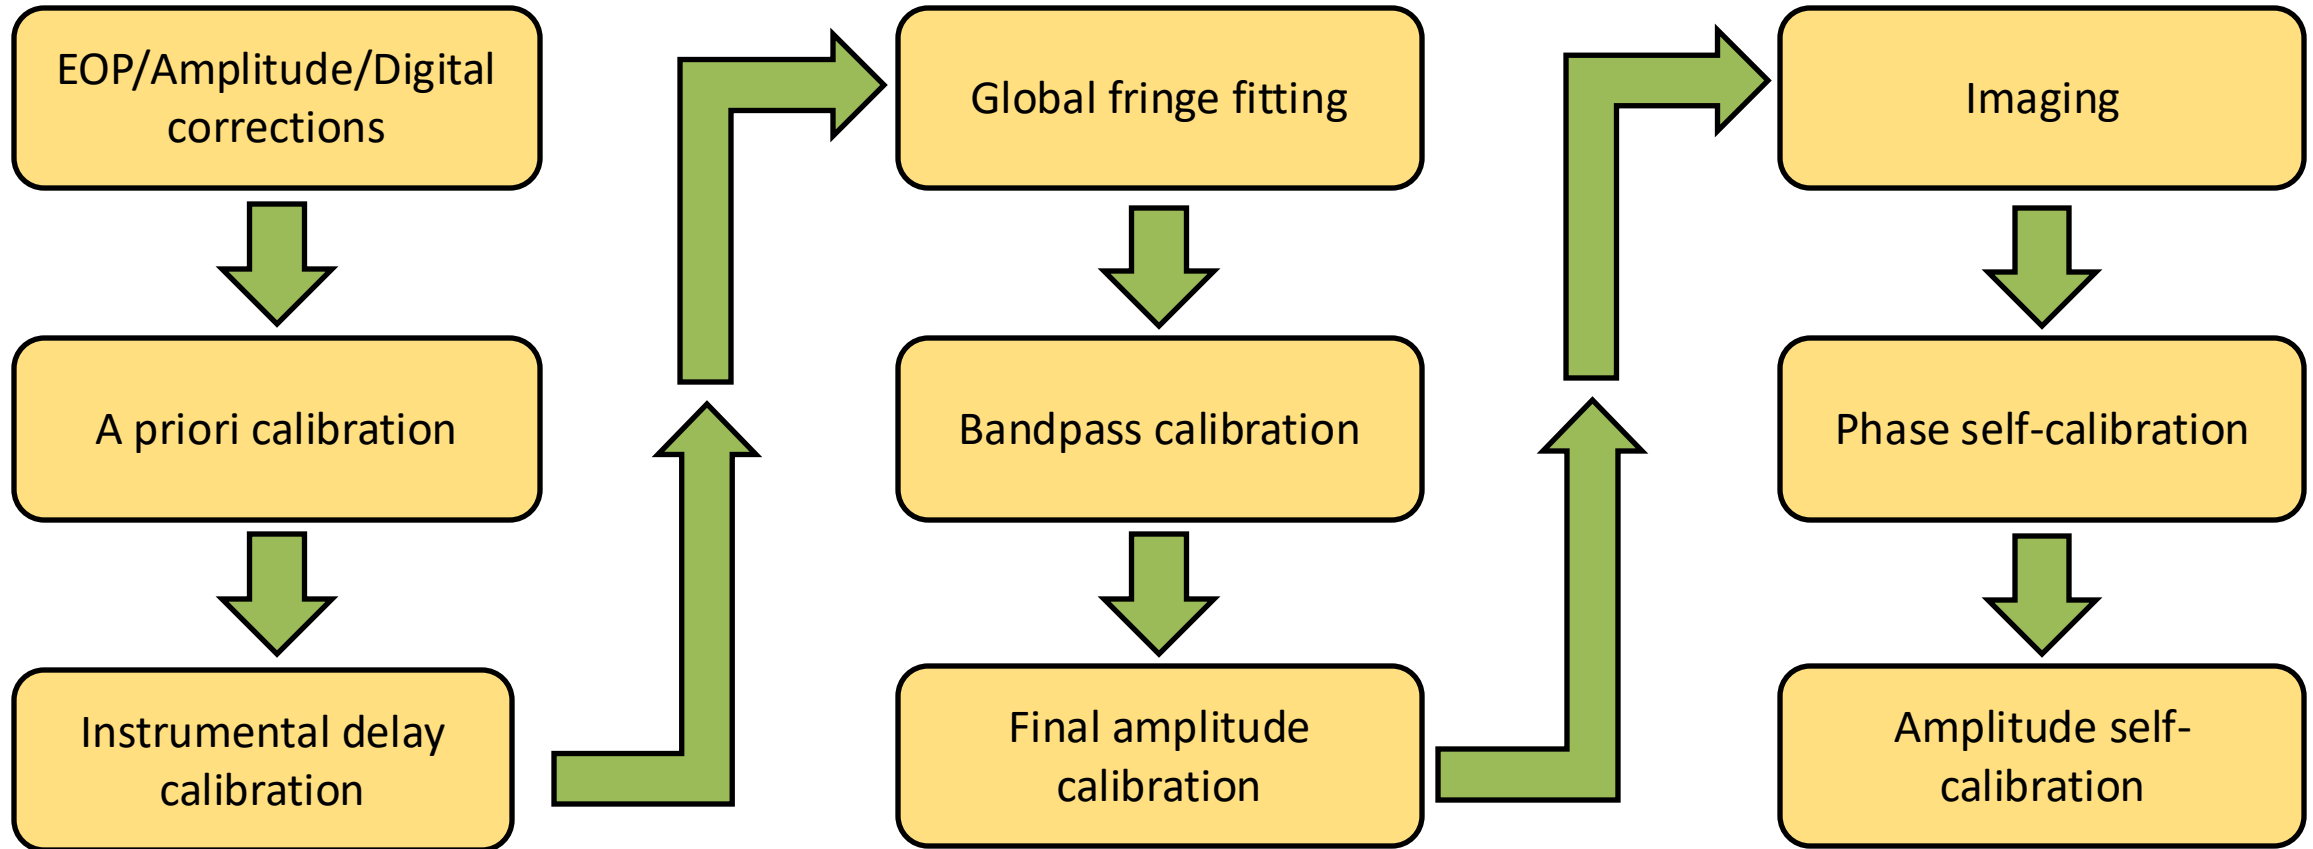 EOP/Amplitude/Digital
corrections
A priori calibration
Instrumental delay
calibration
Global fringe fitting
Bandpass calibration
Final amplitude
calibration
Imaging
Phase self-calibration
Amplitude self-
calibration